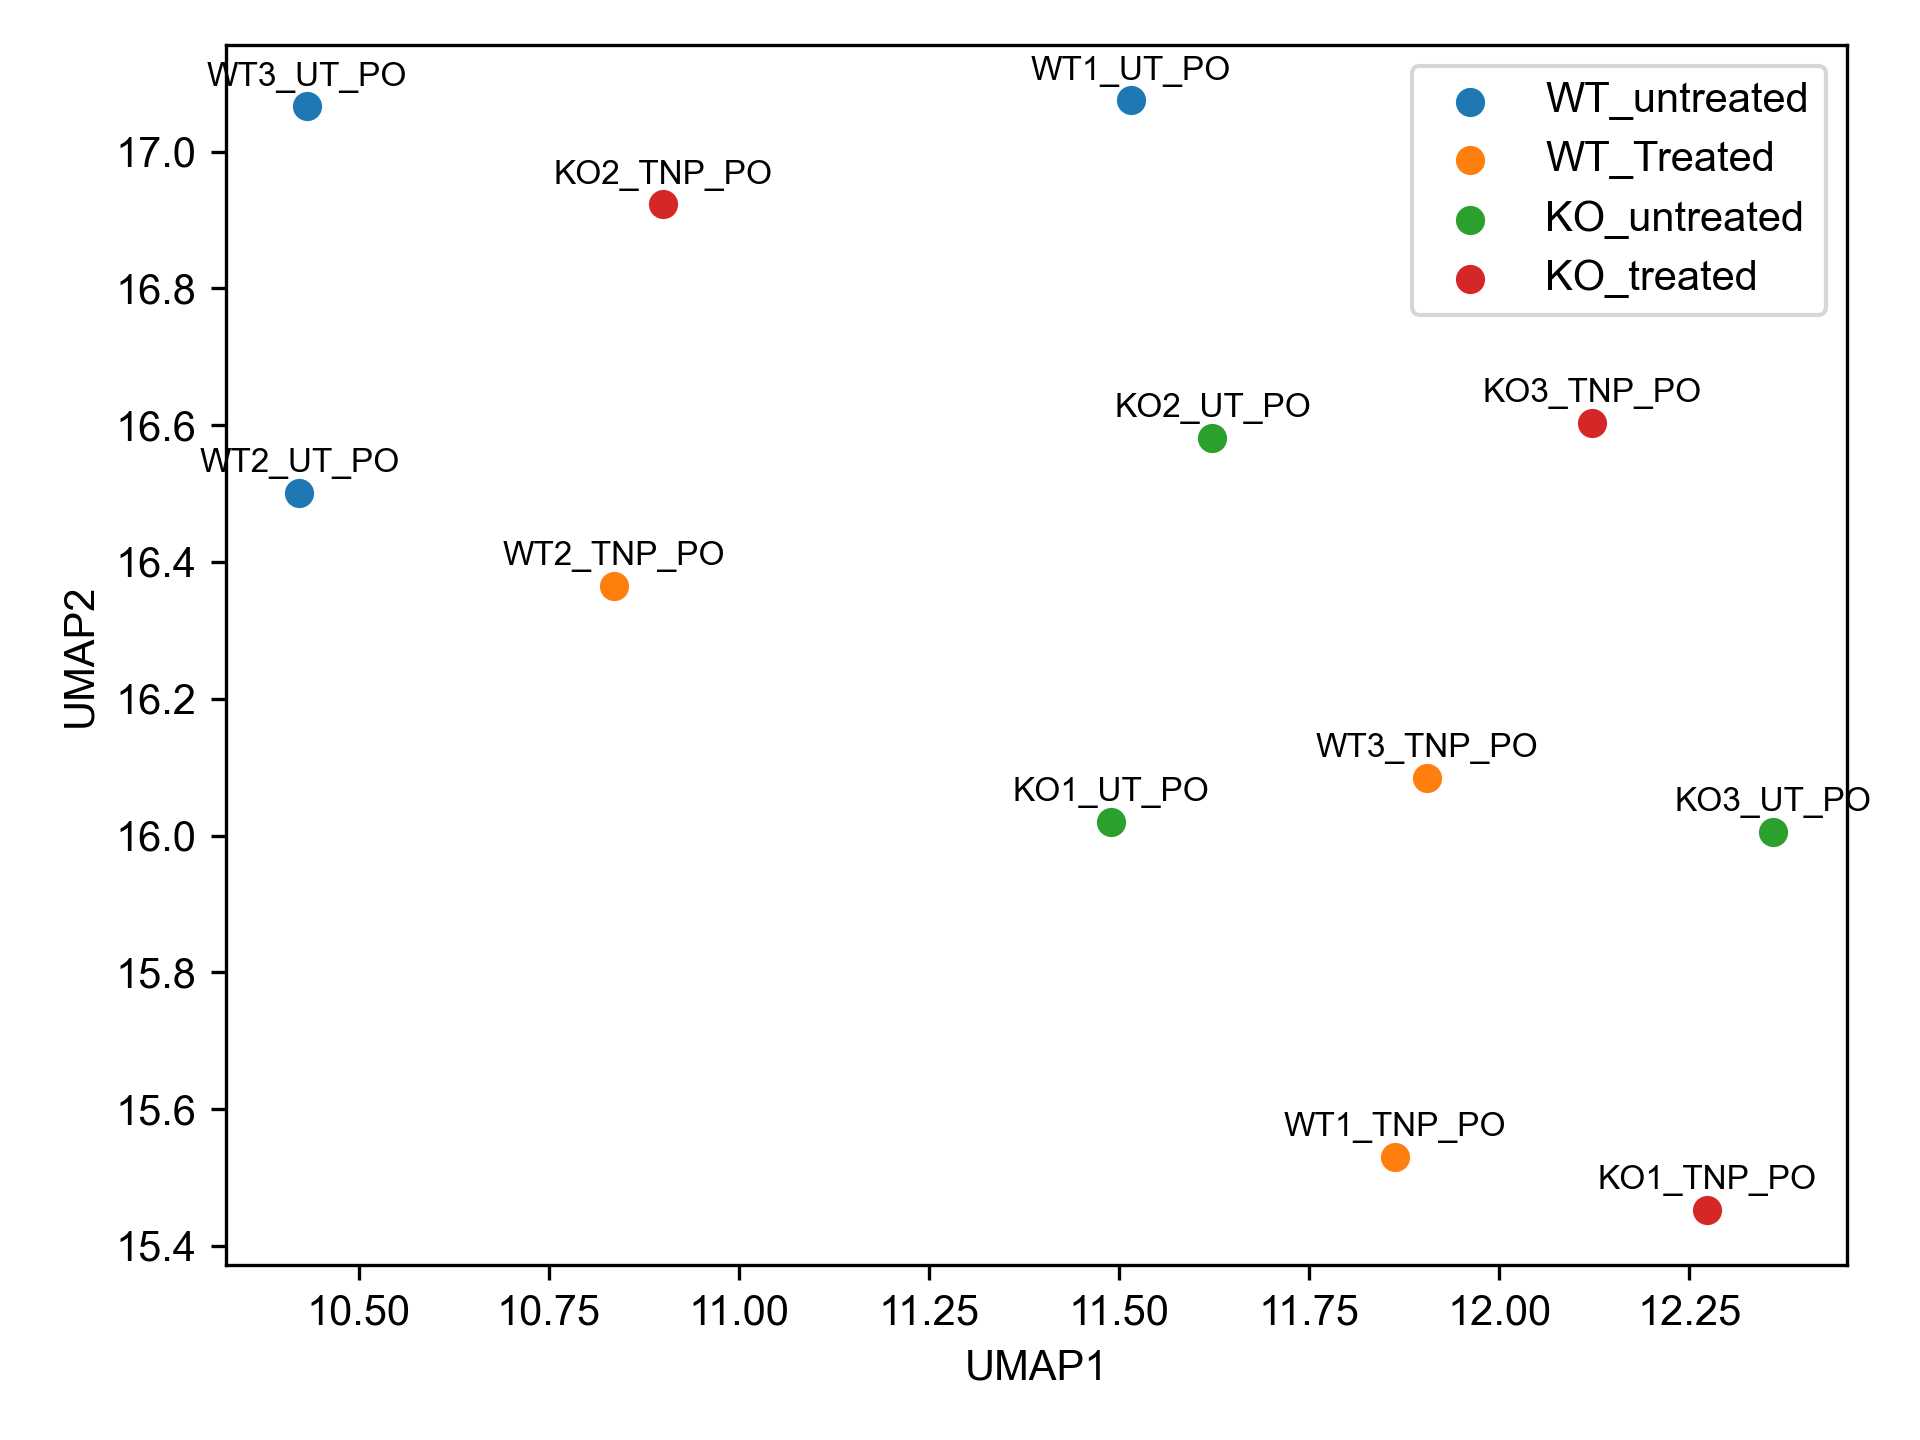 WT3_UT_PO
WT1_UT_PO
KO2_TNP_PO
KO2_UT_PO
KO3_TNP_PO
WT2_UT_PO
WT2_TNP_PO
WT3_TNP_PO
KO1_UT_PO
KO3_UT_PO
WT1_TNP_PO
KO1_TNP_PO
WT_untreated
WT_Treated
KO_untreated
KO_treated
UMAP2
17.0
16.8
16.6
16.4
16.2
16.0
15.8
15.6
15.4
10.50 10.75 11.00 11.25 11.50 11.75 12.00 12.25
UMAP1